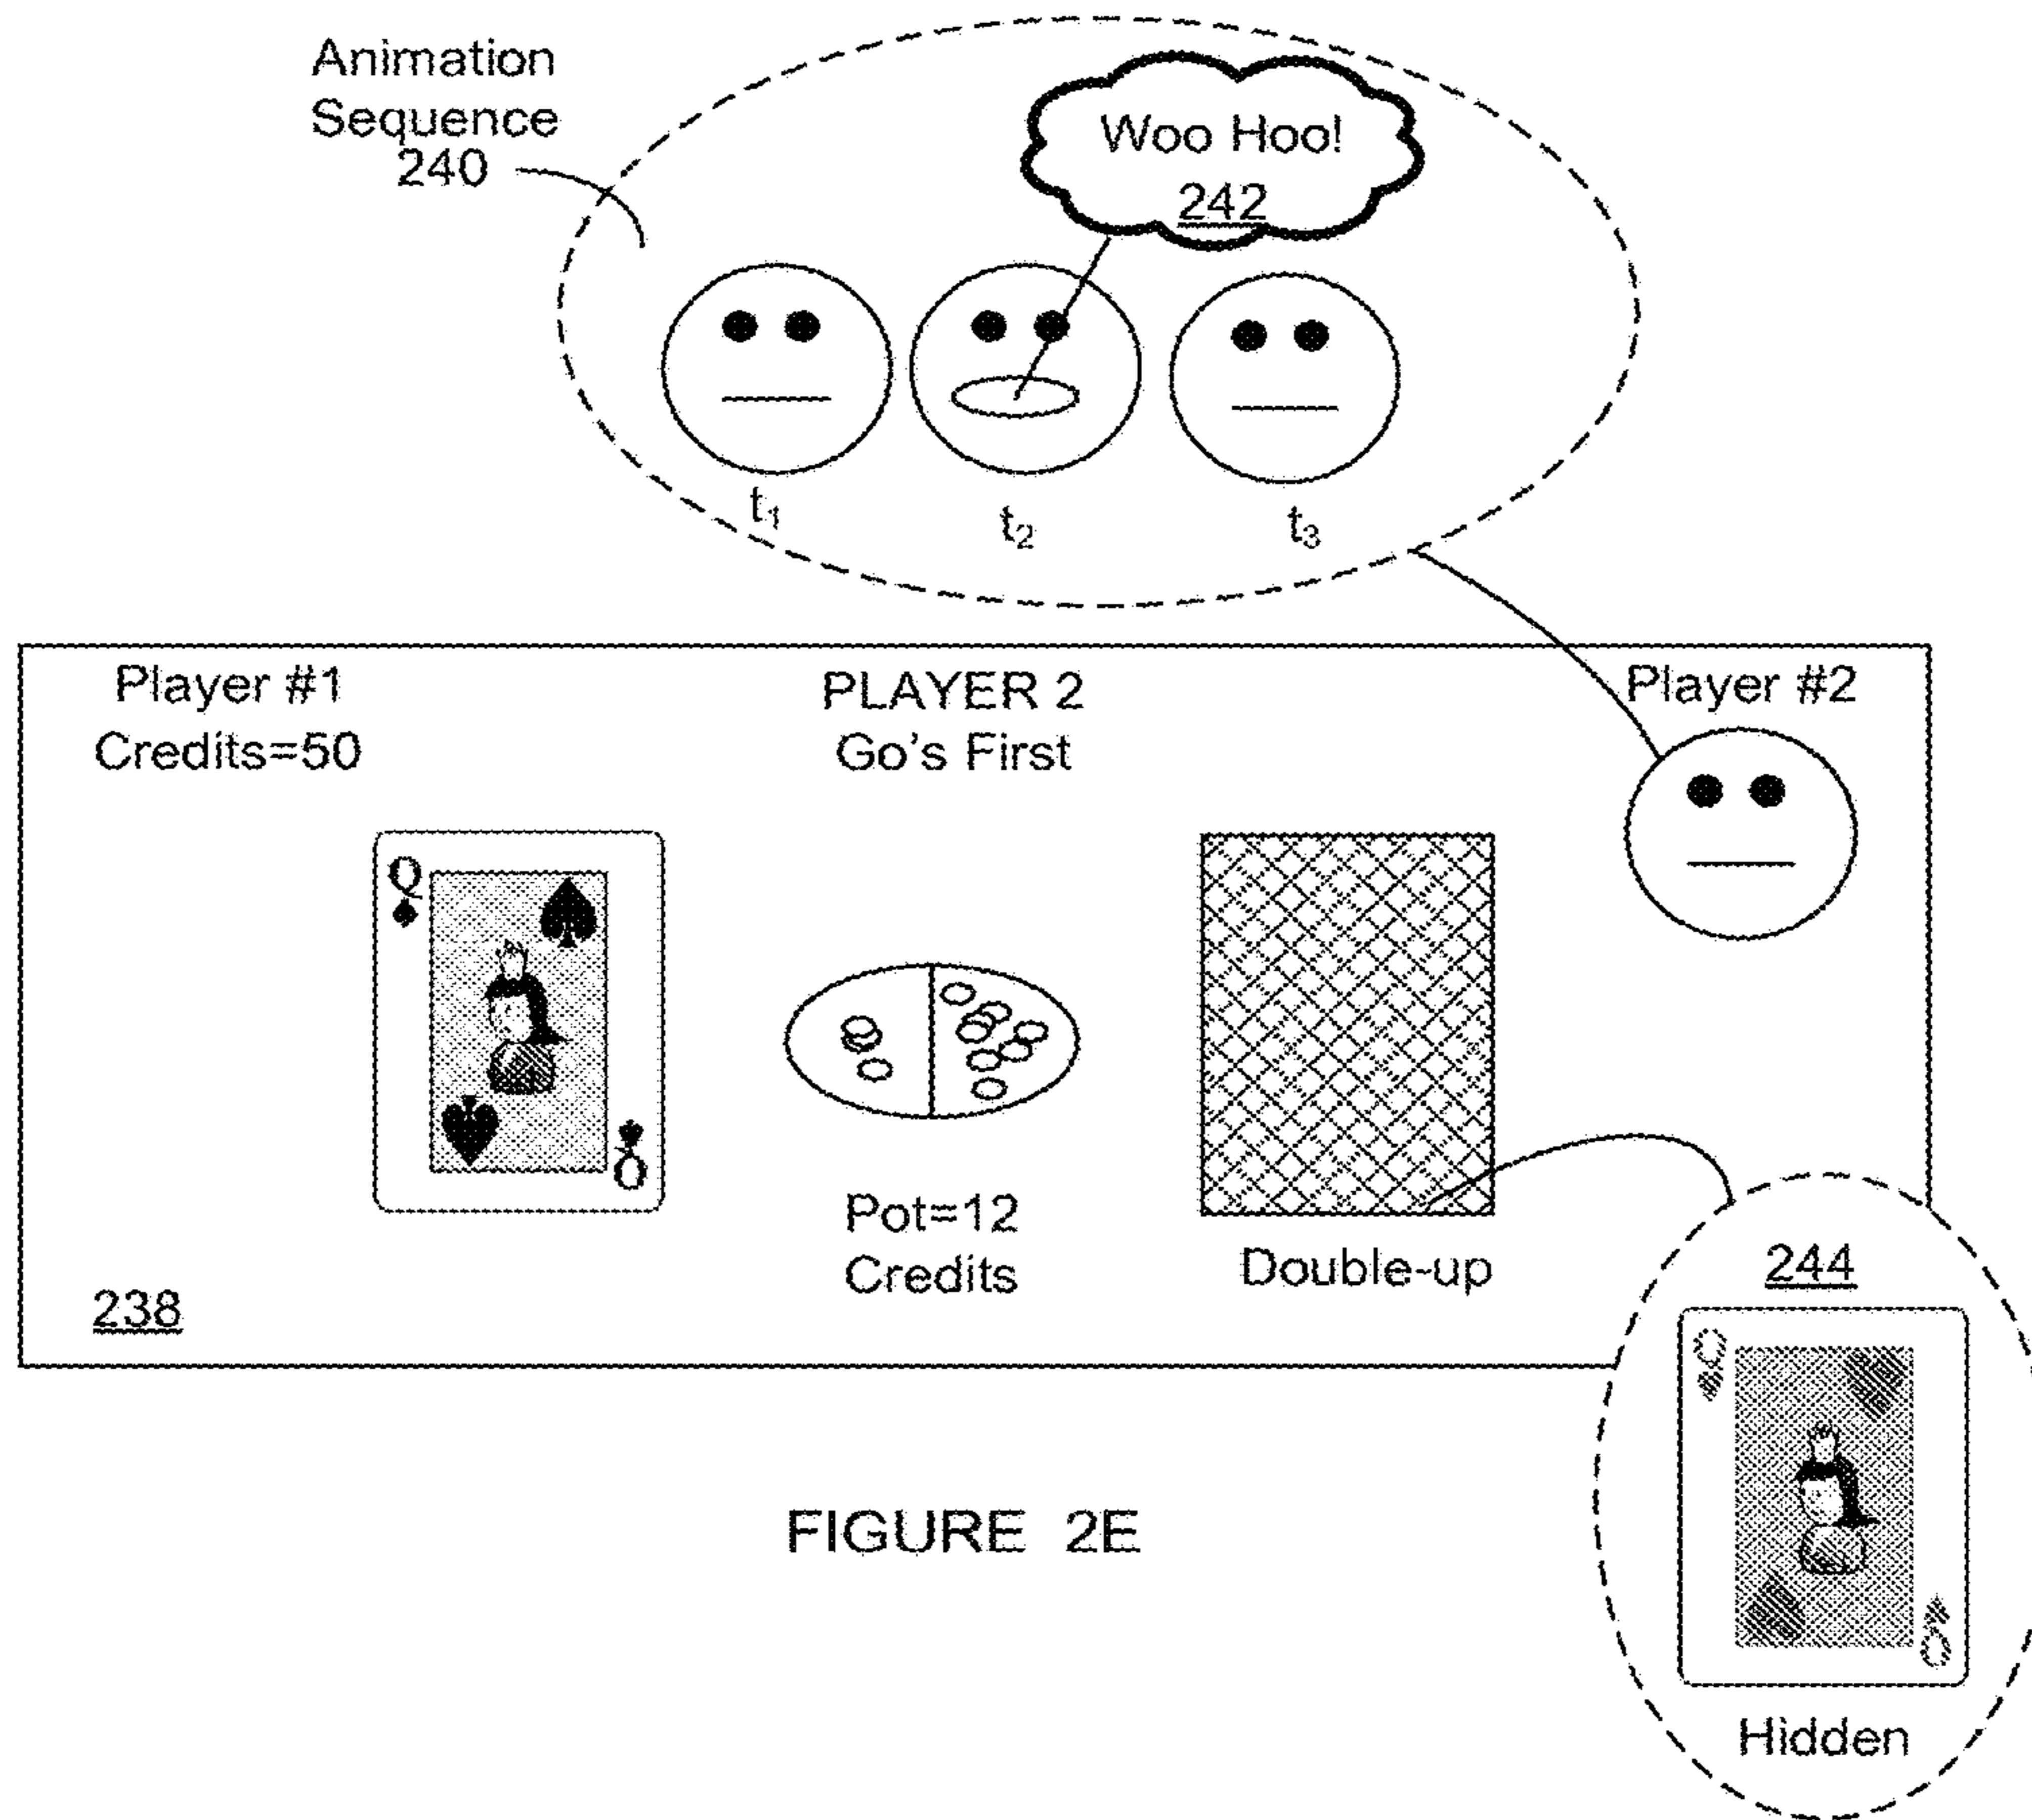 Animation
Sequence
240
Woo Hoo!
242
t₁
t₂
t₃
Player #1
Credits=50
PLAYER 2
Go's First
Player #2
Q
Q
Pot=12
Credits
Double-up
238
244
Q
Q
Hidden
FIGURE 2E